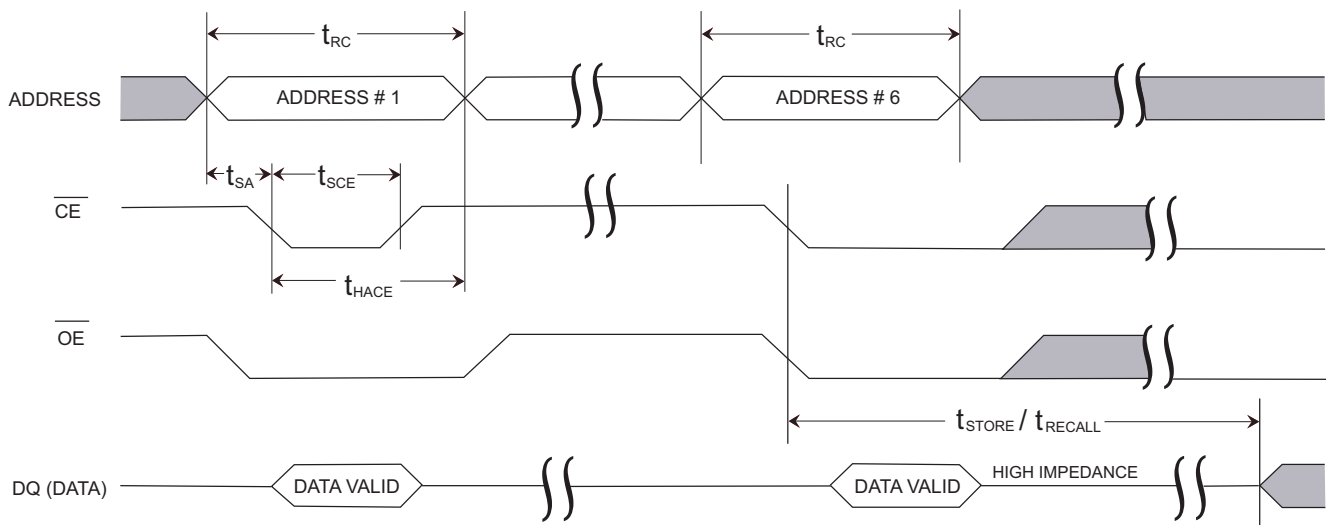 tRC tRC
ADDRESS ADDRESS # 1 ADDRESS # 6
tSA tSCE
CE
tHACE
OE
tSTORE / tRECALL
DQ (DATA) DATA VALID DATA VALID HIGH IMPEDANCE